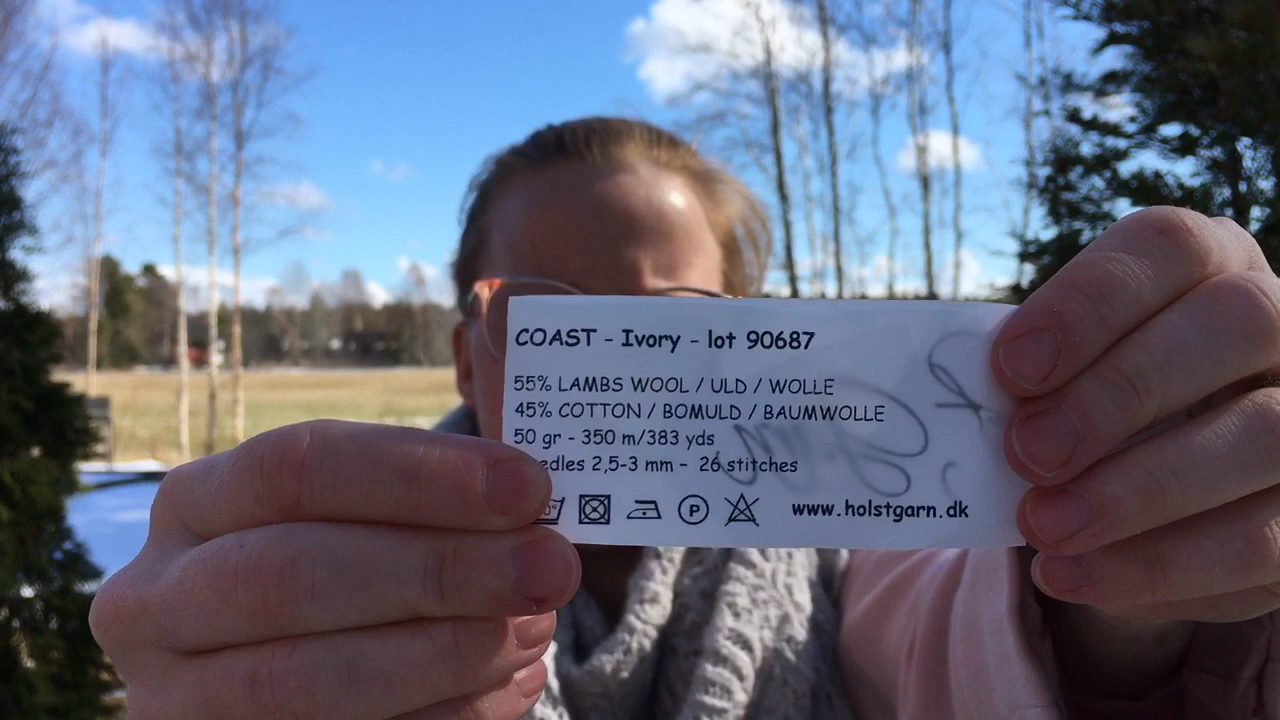 COAST - Ivory - lot 90687
55% LAMBS WOOL / ULD / WOLLE
45% COTTON / BOMULD / BAUMWOLLE
50 gr - 350 m/383 yds
edles 2,5-3 mm - 26 stitches
P
www.holstgarn.dk